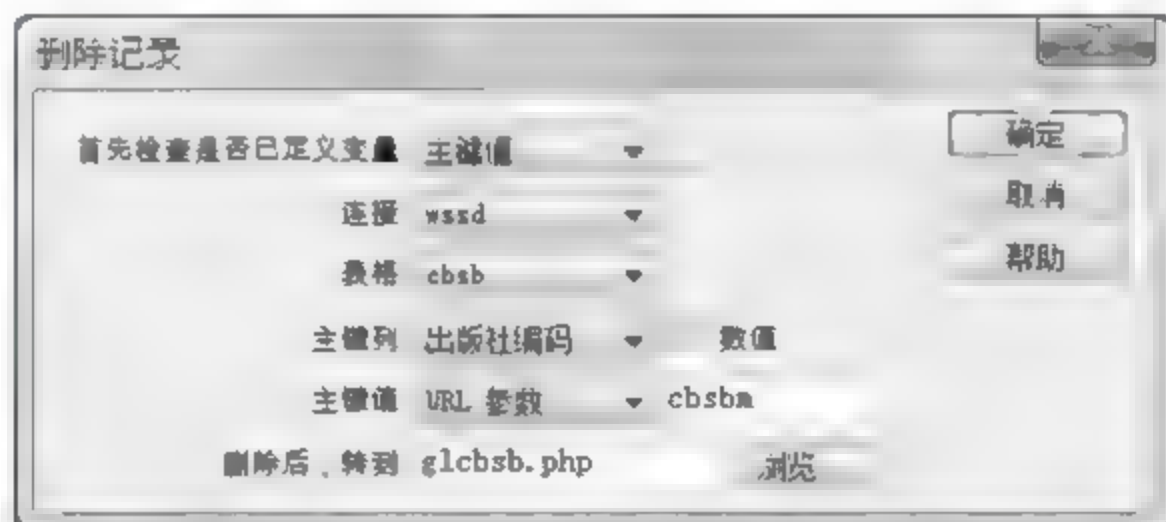 删除记录
首先检查是否已定义变量 主键值
确定
连接 wssd
取消
表格 cbsb
帮助
主键列 出版社编码 数值
主键值 URL 参数 cbsbm
删除后，转到 glcbsb.php 浏览